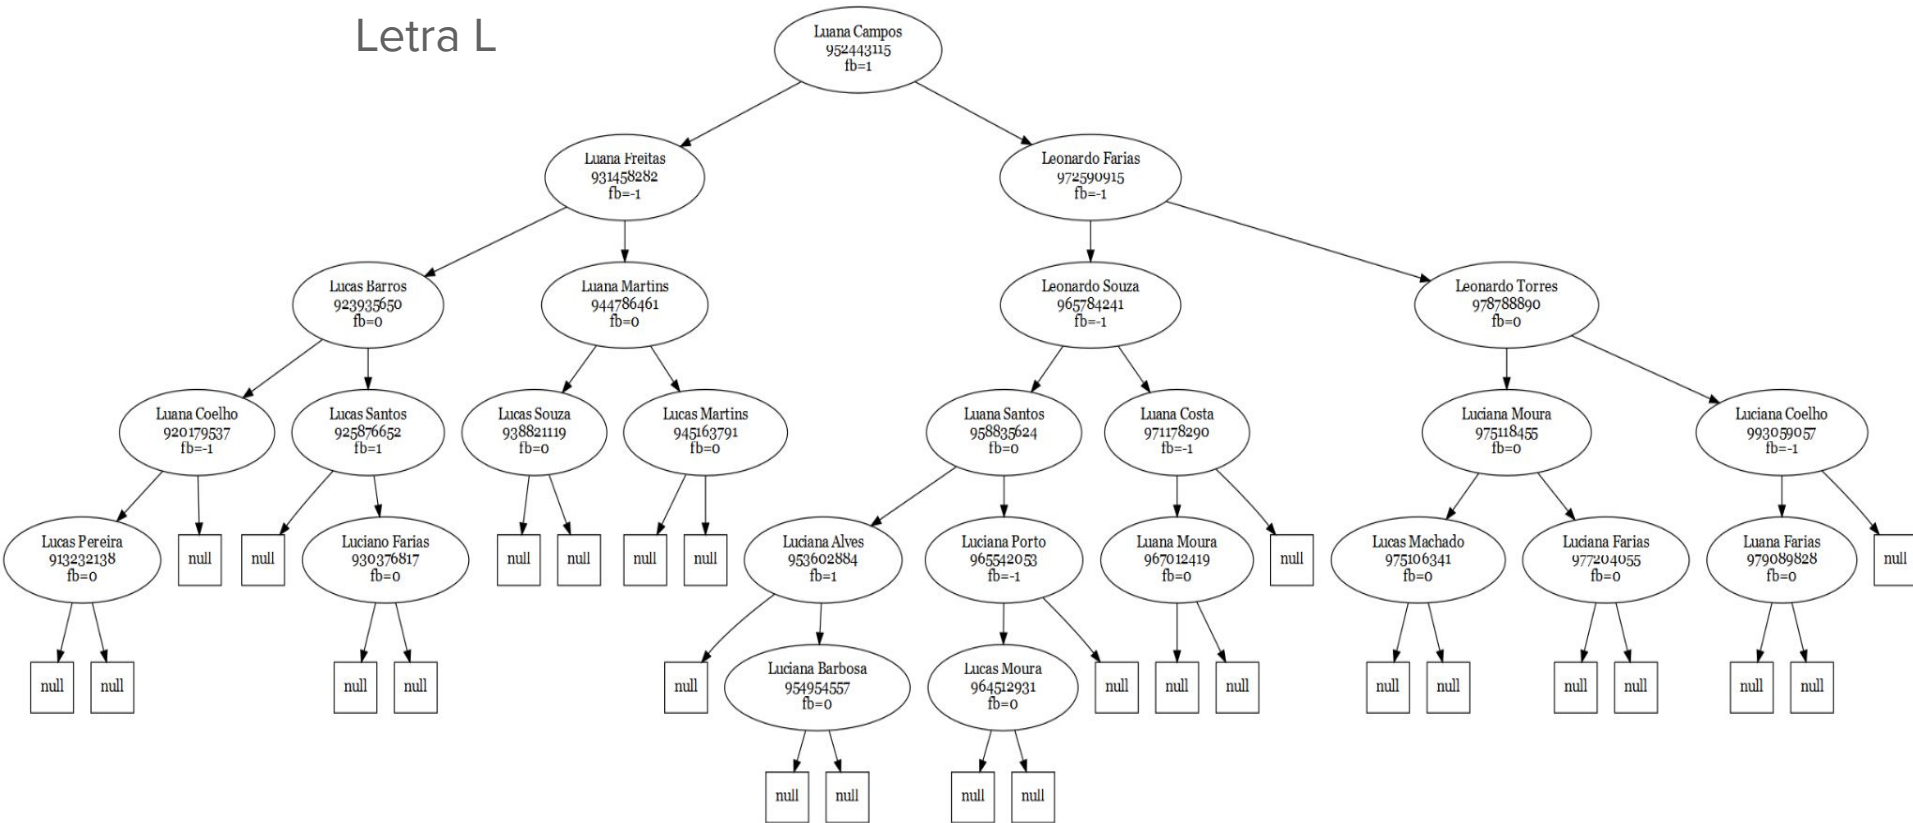 Letra L
Luana Campos
952443115
fb=1
Luana Freitas
931458282
fb=-1
Leonardo Farias
972590915
fb=-1
Lucas Barros
923935650
fb=0
Luana Martins
944786461
fb=0
Leonardo Souza
965784241
fb=-1
Leonardo Torres
978788890
fb=0
Luana Coelho
920179537
fb=-1
Lucas Santos
925876652
fb=1
Lucas Souza
938821119
fb=0
Lucas Martins
945163791
fb=0
Luana Santos
958835624
fb=0
Luana Costa
971178290
fb=-1
Luciana Moura
975118455
fb=0
Luciana Coelho
993059057
fb=-1
Lucas Pereira
913232138
fb=0
null
null
Luciano Farias
930376817
fb=0
null
null
null
null
Luciana Alves
953602884
fb=1
Luciana Porto
965542053
fb=-1
Luana Moura
967012419
fb=0
null
Lucas Machado
975106341
fb=0
Luciana Farias
977204055
fb=0
Luana Farias
979089828
fb=0
null
null
null
null
null
null
Luciana Barbosa
954954557
fb=0
Lucas Moura
964512931
fb=0
null
null
null
null
null
null
null
null
null
null
null
null
null